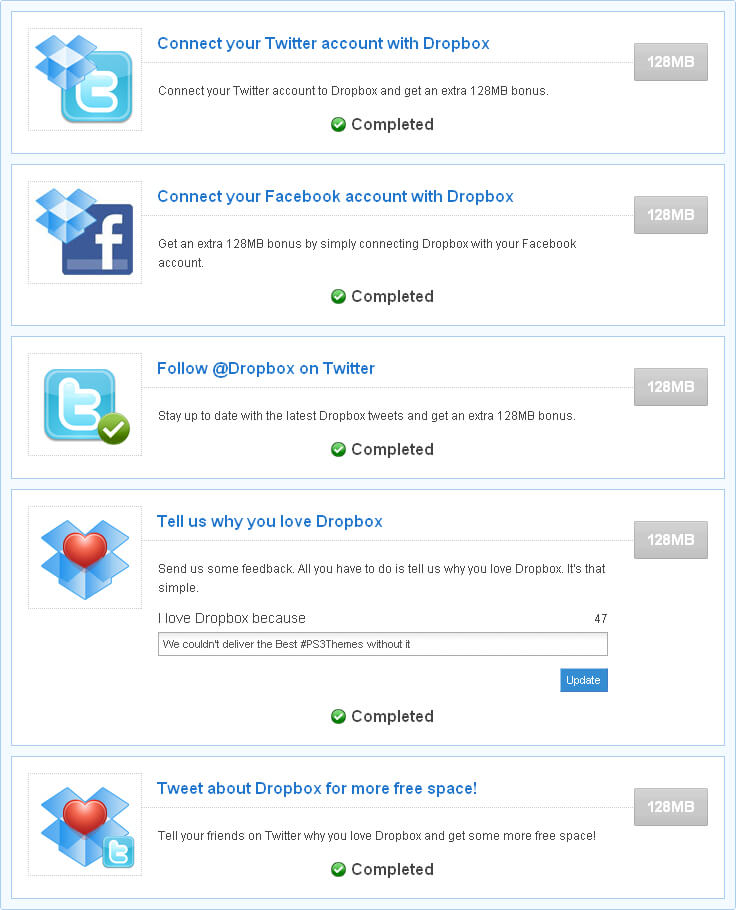 Connect your Twitter account with Dropbox
128MB
Connect your Twitter account to Dropbox and get an extra 128MB bonus.
Completed
Connect your Facebook account with Dropbox
128MB
Get an extra 128MB bonus by simply connecting Dropbox with your Facebook
account.
Completed
Follow @Dropbox on Twitter
128MB
Stay up to date with the latest Dropbox tweets and get an extra 128MB bonus.
Completed
Tell us why you love Dropbox
128MB
Send us some feedback. All you have to do is tell us why you love Dropbox. It's that
simple.
I love Dropbox because 47
We couldn't deliver the Best #PS3Themes without it
Update
Completed
Tweet about Dropbox for more free space!
128MB
Tell your friends on Twitter why you love Dropbox and get some more free space!
Completed